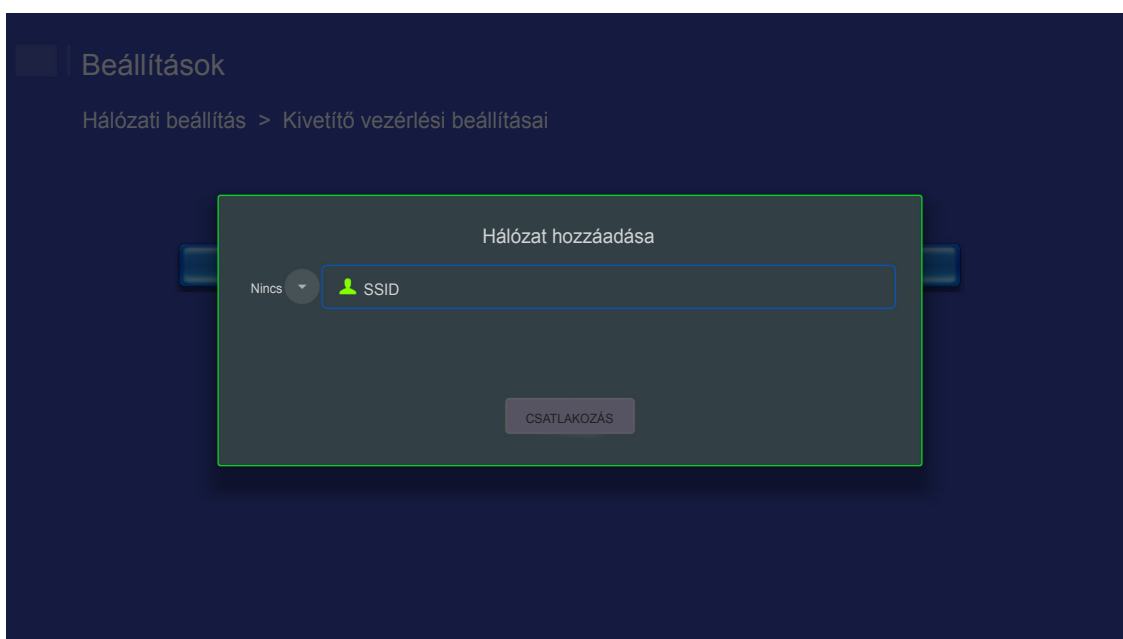 Beállítások
Hálózati beállítás > Kivetítő vezérlési beállításai
Hálózat hozzáadása
Nincs SSID
CSATLAKOZÁS